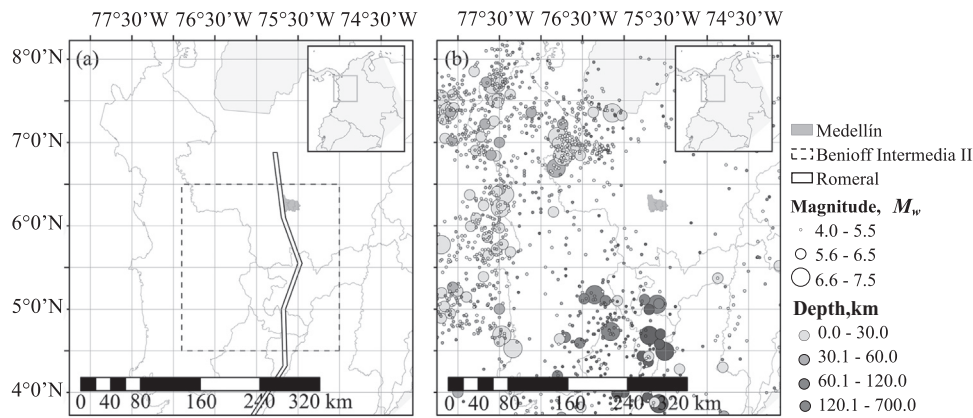 77°30'W 76°30'W 75°30'W 74°30'W 77°30'W 76°30'W 75°30'W 74°30'W
8°0'N
(a)
(b)
7°0'N
6°0'N
5°0'N
4°0'N
0 40 80 160 240 320 km
0 40 80 160 240 320 km
Medellín
Benioff Intermedia II
Romeral
Magnitude, Mw
4.0 - 5.5
5.6 - 6.5
6.6 - 7.5
Depth,km
0.0 - 30.0
30.1 - 60.0
60.1 - 120.0
120.1 - 700.0